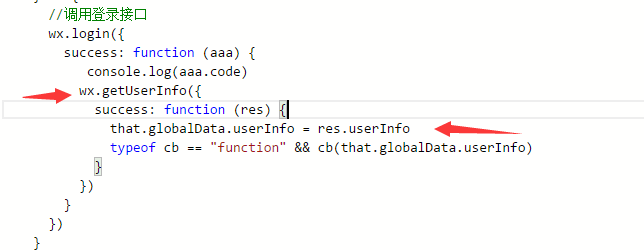 //调用登录接口
wx.login({
success: function (aaa) {
console.log(aaa.code)
wx.getUserInfo({
success: function (res) {
that.globalData.userInfo = res.userInfo
typeof cb == "function" && cb(that.globalData.userInfo)
}
})
}
})
}